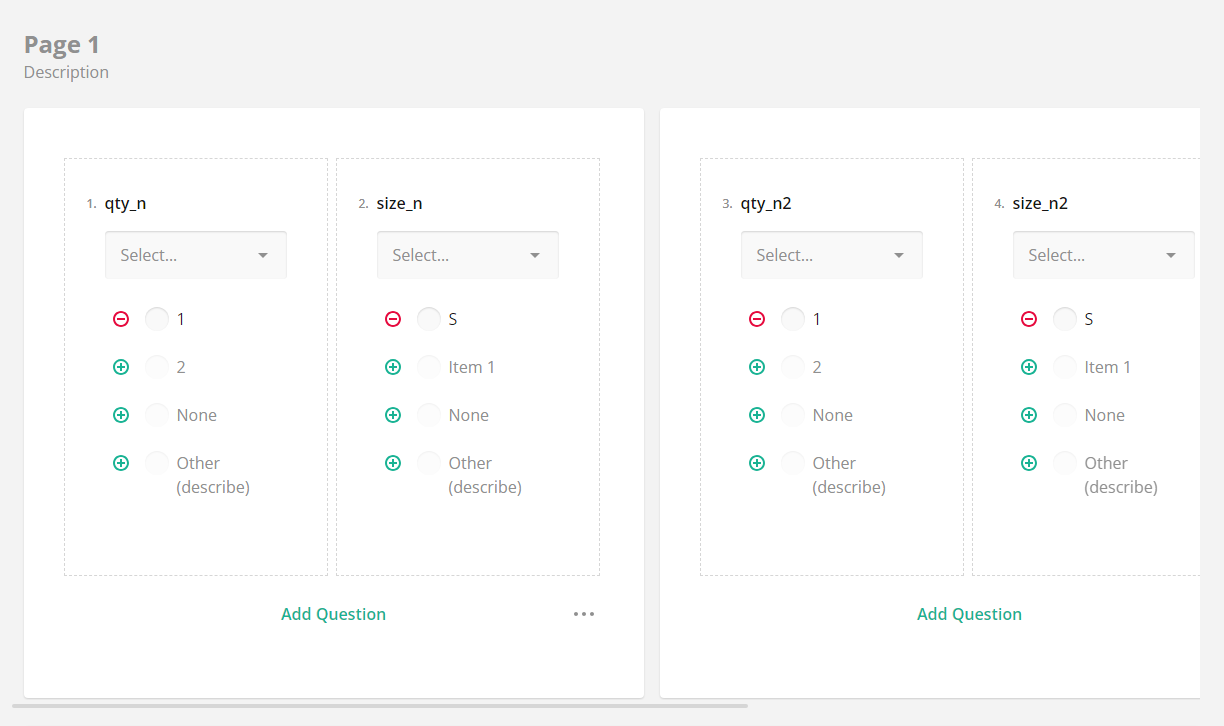 Page 1
Description
1. qty_n
Select...
1
2
None
Other
(describe)
2. size_n
Select...
S
Item 1
None
Other
(describe)
Add Question
3. qty_n2
Select...
1
2
None
Other
(describe)
4. size_n2
Select...
S
Item 1
None
Other
(describe)
Add Question